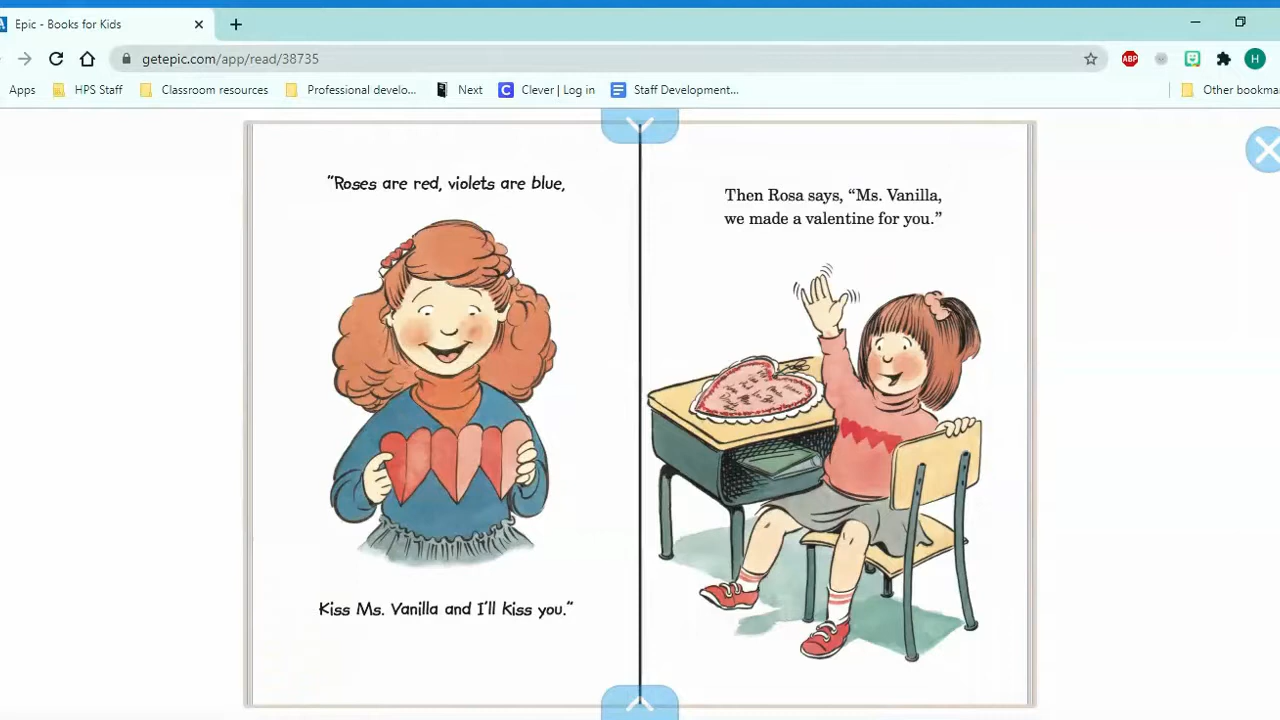 Epic - Books for Kids
getepic.com/app/read/38735
ABP
H
Apps
HPS Staff
Classroom resources
Professional develo...
Next
C
Clever | Log in
Staff Development...
Other bookma
"Roses are red, violets are blue,
Kiss Ms. Vanilla and I'll kiss you."
Then Rosa says, "Ms. Vanilla,
we made a valentine for you."